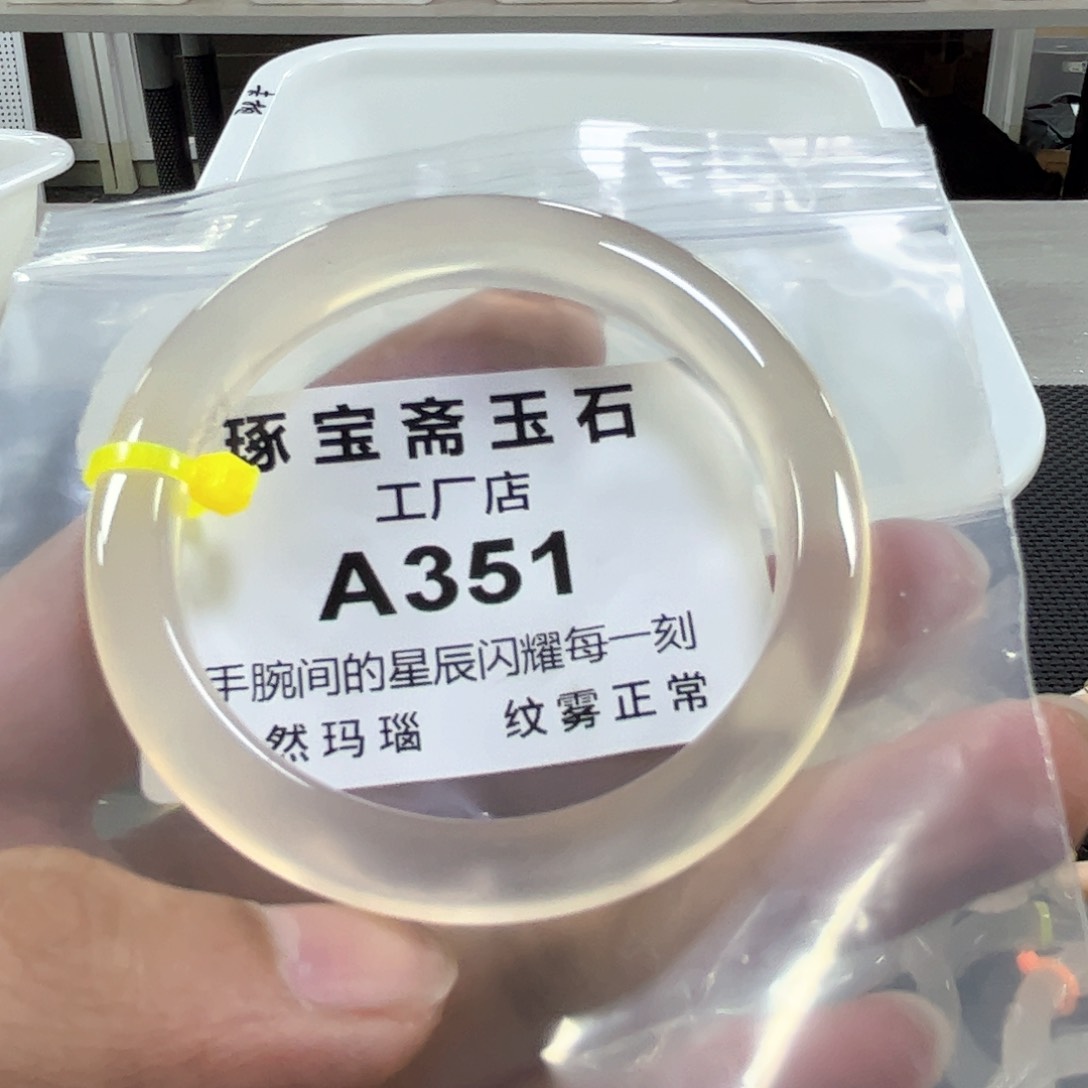 琢宝斋玉石
工厂店
A351
手腕间的星辰闪耀每一刻
然玛瑙 纹雾正常